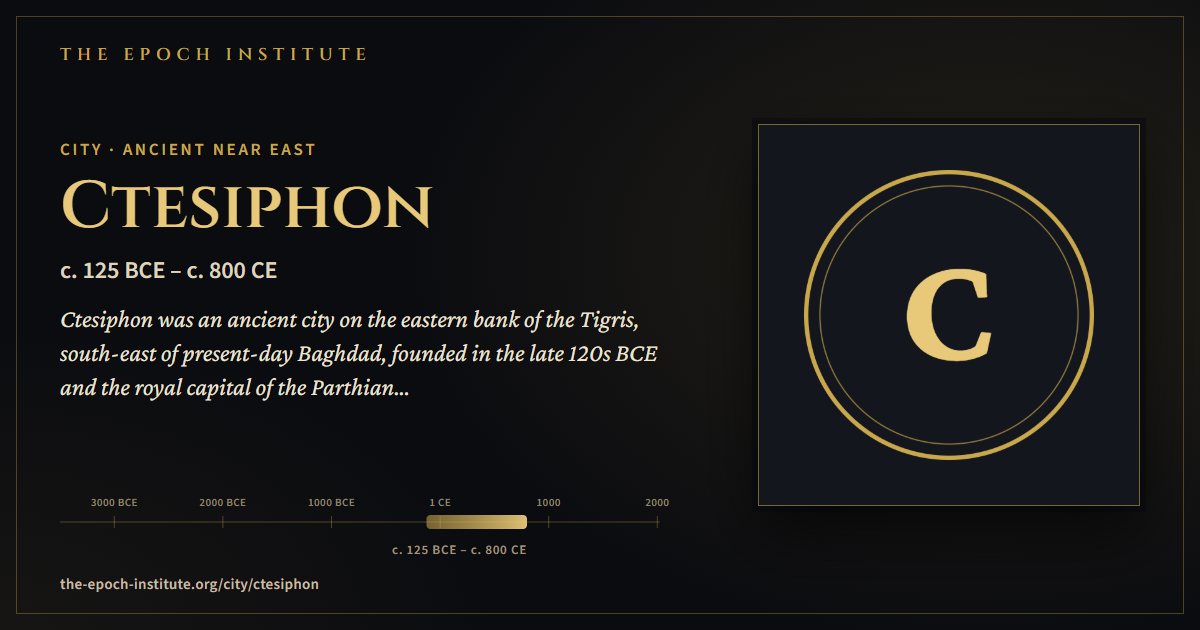 THE EPOCH INSTITUTE
CITY · ANCIENT NEAR EAST
CTESIPHON
c. 125 BCE – c. 800 CE
Ctesiphon was an ancient city on the eastern bank of the Tigris,
south-east of present-day Baghdad, founded in the late 120s BCE
and the royal capital of the Parthian...
C
3000 BCE 2000 BCE 1000 BCE 1 CE 1000 2000
c. 125 BCE – c. 800 CE
the-epoch-institute.org/city/ctesiphon